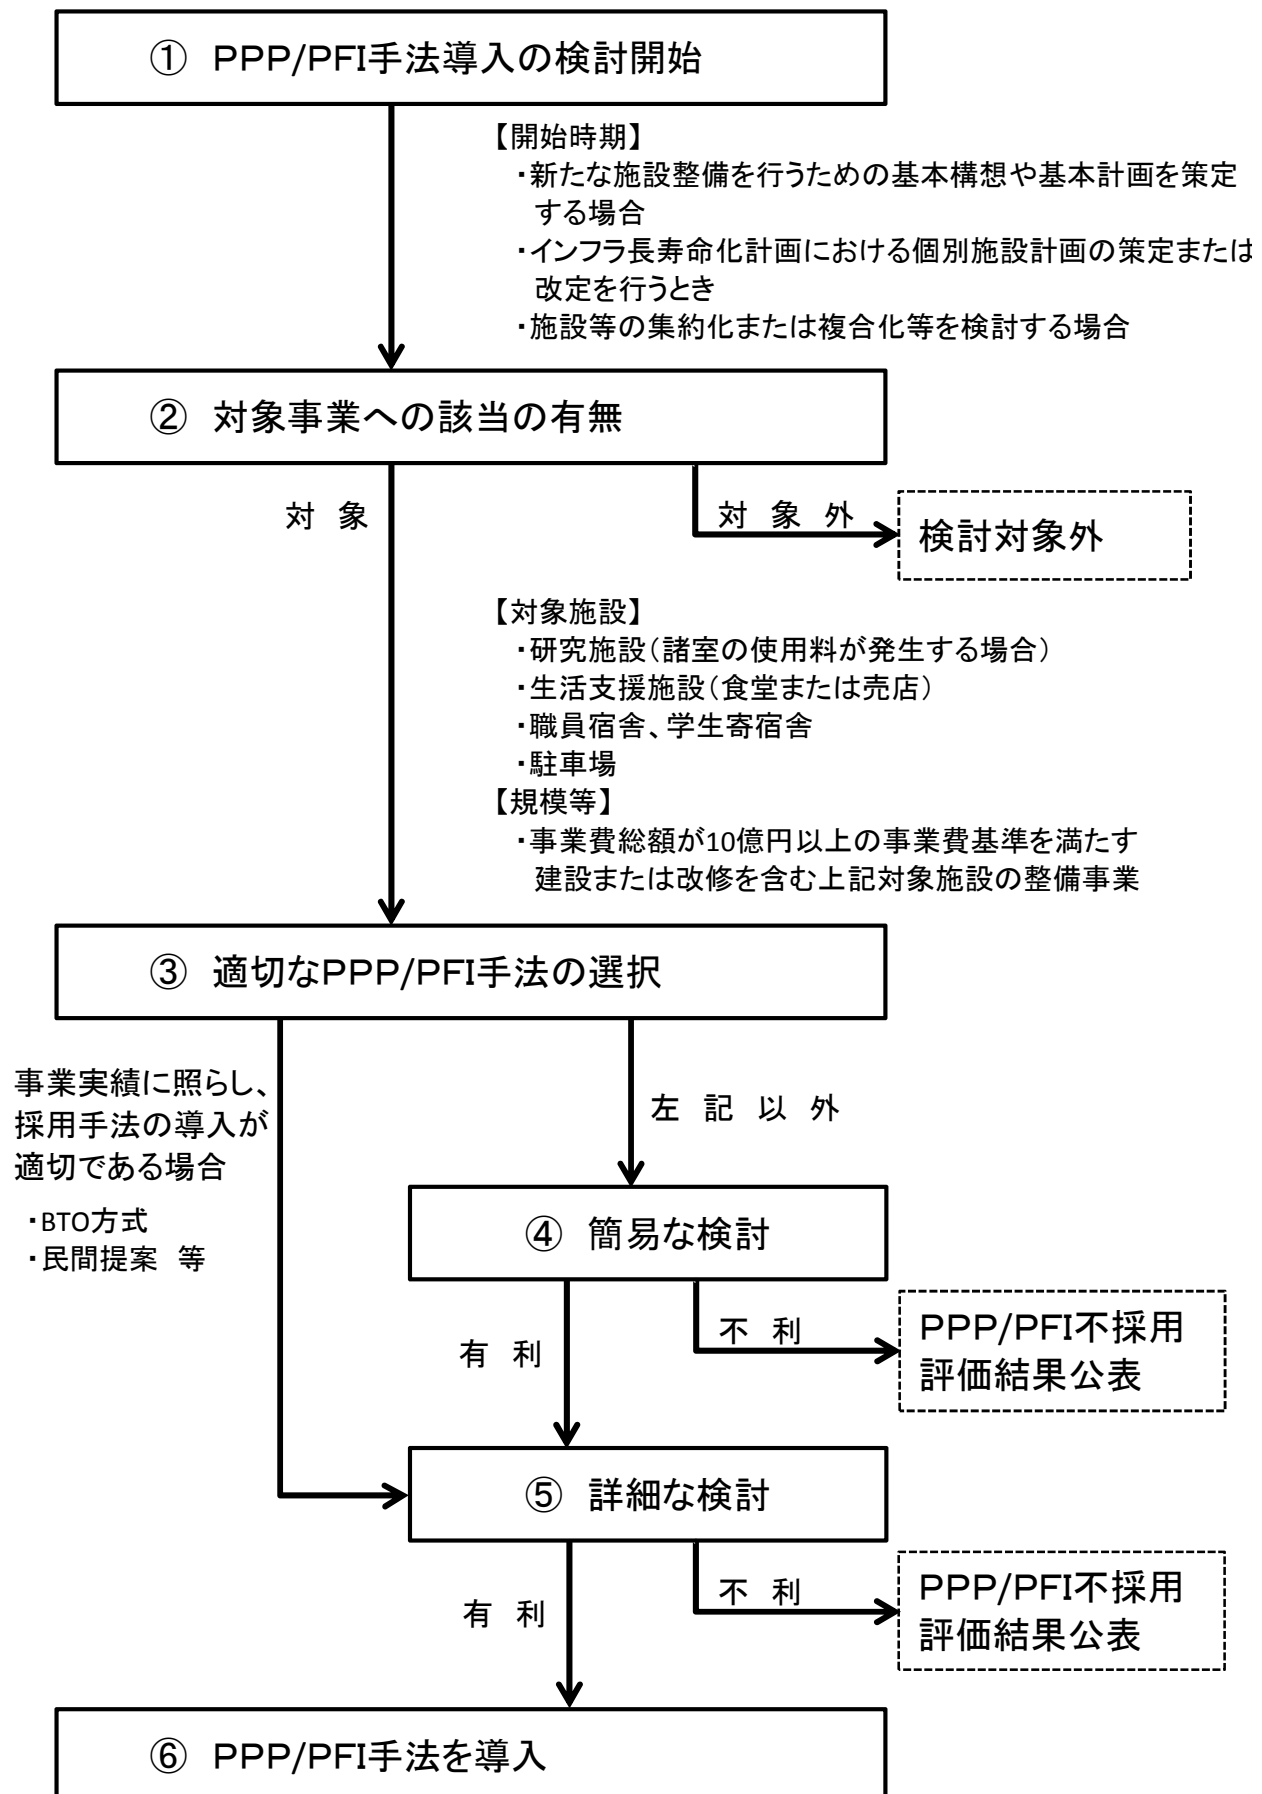 ① PPP/PFI手法導入の検討開始
【開始時期】
・新たな施設整備を行うための基本構想や基本計画を策定
する場合
・インフラ長寿命化計画における個別施設計画の策定または
改定を行うとき
・施設等の集約化または複合化等を検討する場合
② 対象事業への該当の有無
対 象
対 象 外
検討対象外
【対象施設】
・研究施設(諸室の使用料が発生する場合)
・生活支援施設(食堂または売店)
・職員宿舎、学生寄宿舎
・駐車場
【規模等】
・事業費総額が10億円以上の事業費基準を満たす
建設または改修を含む上記対象施設の整備事業
③ 適切なPPP/PFI手法の選択
事業実績に照らし、
採用手法の導入が
適切である場合
・BTO方式
・民間提案 等
左 記 以 外
④ 簡易な検討
有 利
不 利
PPP/PFI不採用
評価結果公表
⑤ 詳細な検討
有 利
不 利
PPP/PFI不採用
評価結果公表
⑥ PPP/PFI手法を導入